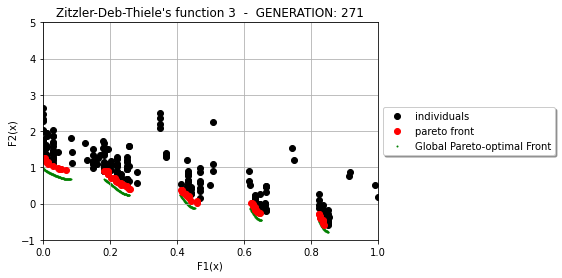 Zitzler-Deb-Thiele's function 3 - GENERATION: 271
5
4
3
2
1
0
−1
F2(x)
0.0 0.2 0.4 0.6 0.8 1.0
F1(x)
individuals
pareto front
Global Pareto-optimal Front